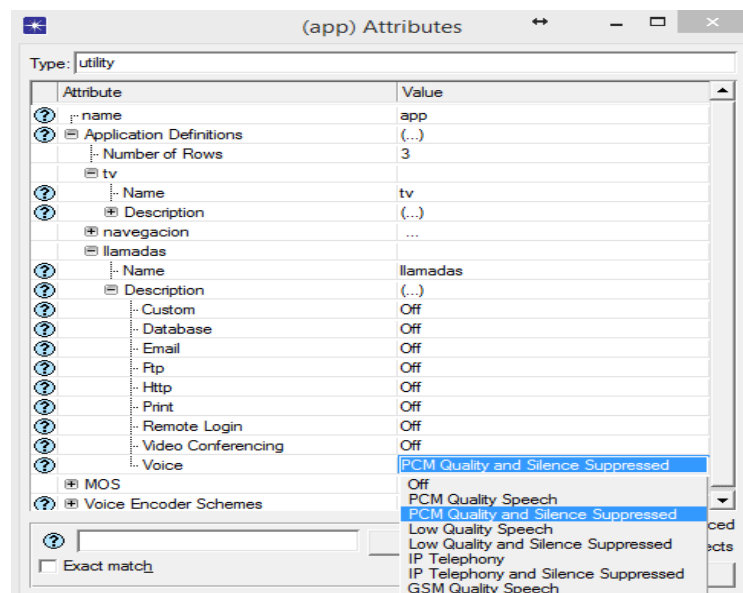 (app) Attributes
Type: utility
Attribute Value
name app
Application Definitions (...)
Number of Rows 3
tv
Name tv
Description (...)
navegacion ...
llamadas
Name llamadas
Description (...)
Custom Off
Database Off
Email Off
Ftp Off
Http Off
Print Off
Remote Login Off
Video Conferencing Off
Voice PCM Quality and Silence Suppressed
MOS Off
Voice Encoder Schemes PCM Quality Speech
PCM Quality and Silence Suppressed
Low Quality Speech
Low Quality and Silence Suppressed
IP Telephony
Exact match IP Telephony and Silence Suppressed
GSM Quality Speech